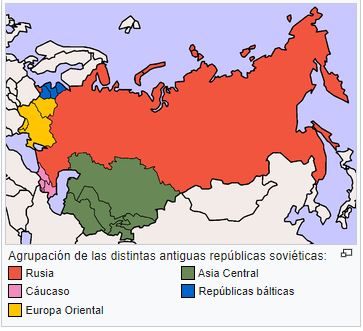 Agrupación de las distintas antiguas repúblicas soviéticas:
Rusia
Asia Central
Cáucaso
Repúblicas bálticas
Europa Oriental